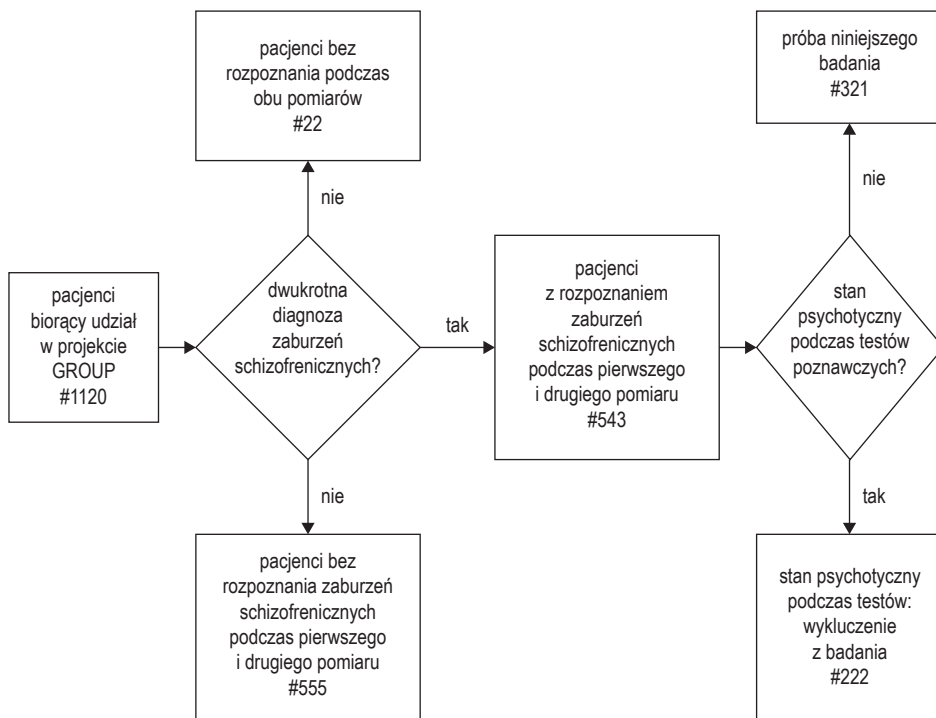 pacjenci
biorący udział
w projekcie
GROUP
#1120
pacjenci bez
rozpoznania podczas
obu pomiarów
#22
nie
dwukrotna
diagnoza
zaburzeń
schizofrenicznych?
nie
pacjenci bez
rozpoznania zaburzeń
schizofrenicznych
podczas pierwszego
i drugiego pomiaru
#555
tak
pacjenci
z rozpoznaniem
zaburzeń
schizofrenicznych
podczas pierwszego
i drugiego pomiaru
#543
próba niniejszego
badania
#321
nie
stan
psychotyczny
podczas testów
poznawczych?
tak
stan psychotyczny
podczas testów:
wykluczenie
z badania
#222